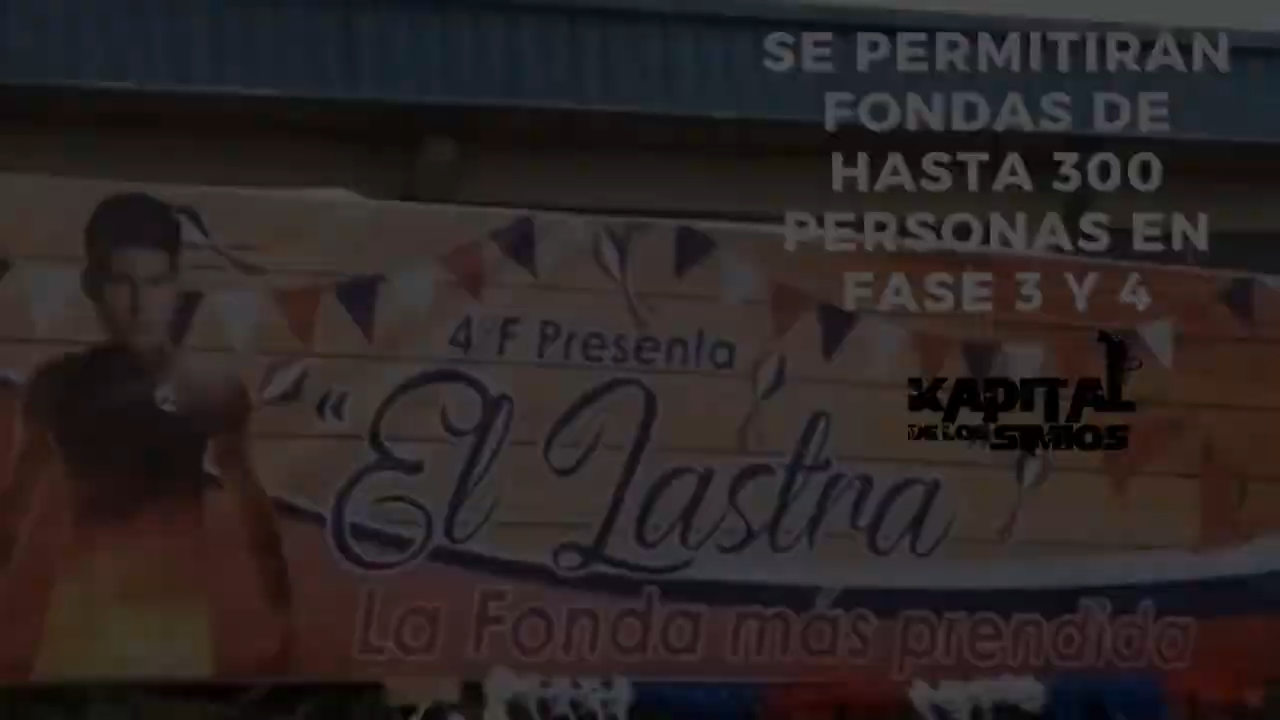 SE PERMITIRAN
FONDAS DE
HASTA 300
PERSONAS EN
FASE 3 Y 4
KAPITAL
DE LOS SIMIOS
4°F Presenta
"El Lastra"
La Fonda más prendida